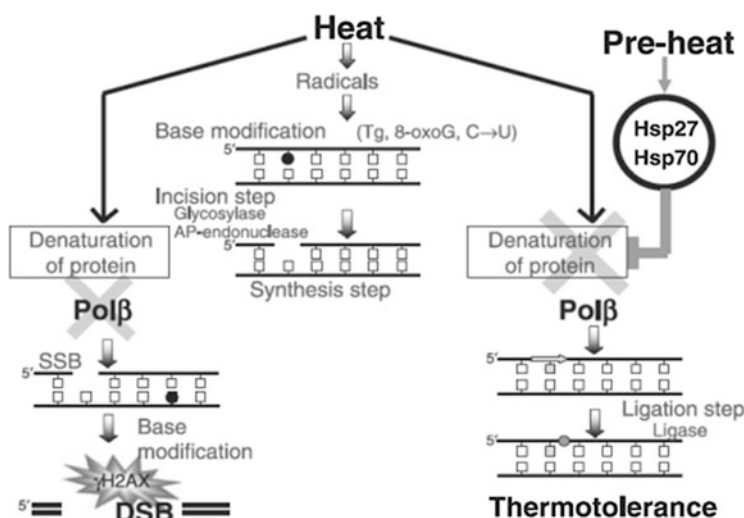 Heat
Pre-heat
Radicals
Base modification (Tg, 8-oxoG, C→U)
5′
Hsp27
Hsp70
Incision step
Glycosylase
AP-endonuclease
5′
Synthesis step
Denaturation
of protein
Polβ
SSB
5′
Base
modification
γH2AX
5′
DSB
Denaturation
of protein
Polβ
5′
Ligation step
Ligase
5′
Thermotolerance